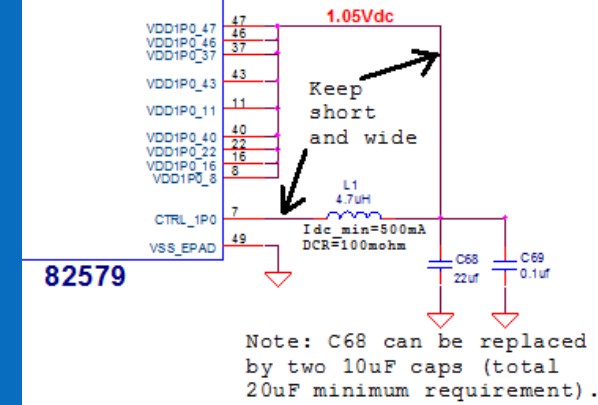 1.05Vdc
VDD1P0_47 47
VDD1P0_46 46
VDD1P0_37 37
VDD1P0_43 43
VDD1P0_11 11
VDD1P0_40 40
VDD1P0_22 22
VDD1P0_16 16
VDD1P0_8 8
Keep
short
and wide
CTRL_1P0 7
L1
4.7uH
Idc_min=500mA
DCR=100mohm
VSS_EPAD 49
82579
C68
22uf
C69
0.1uf
Note: C68 can be replaced
by two 10uF caps (total
20uF minimum requirement).